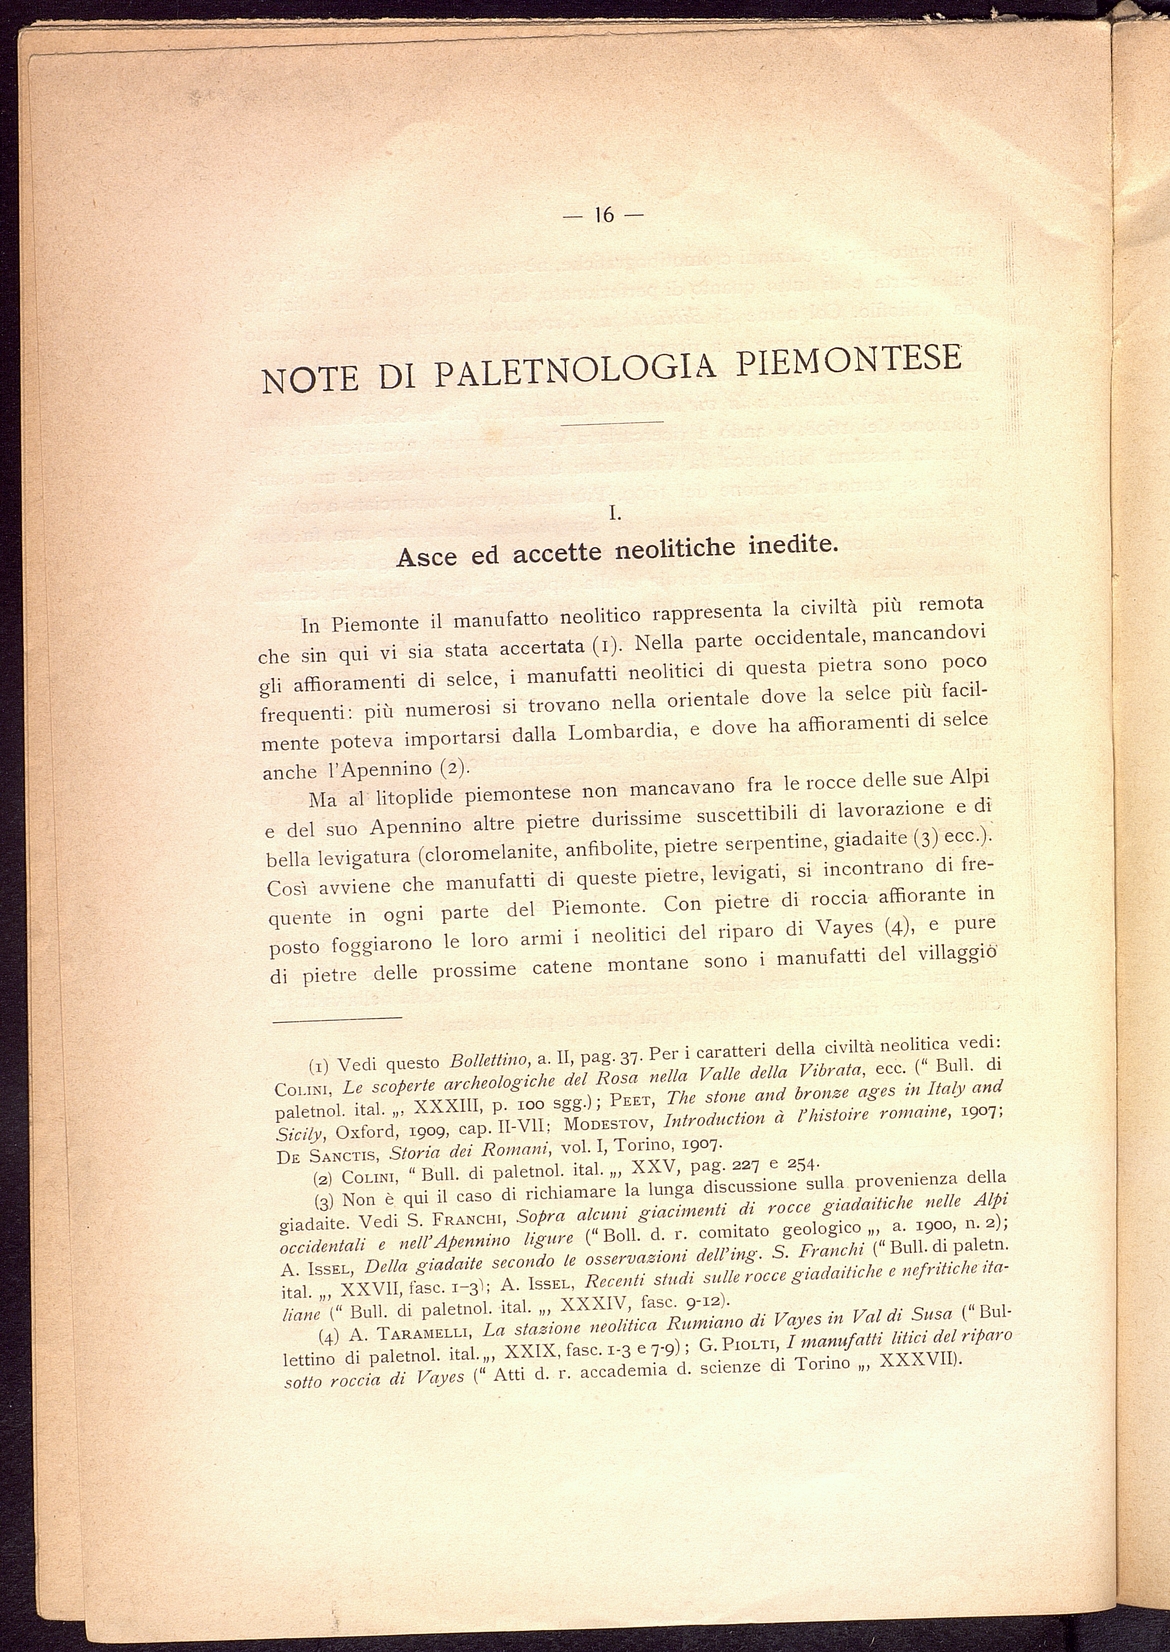 — 16 —
NOTE DI PALETNOLOGIA PIEMONTESE
I.
Asce ed accette neolitiche inedite.
In Piemonte il manufatto neolitico rappresenta la civiltà più remota
che sin qui vi sia stata accertata (1). Nella parte occidentale, mancandovi
gli affioramenti di selce, i manufatti neolitici di questa pietra sono poco
frequenti: più numerosi si trovano nella orientale dove la selce più facil-
mente poteva importarsi dalla Lombardia, e dove ha affioramenti di selce
anche l'Apennino (2).
Ma al litoplide piemontese non mancavano fra le rocce delle sue Alpi
e del suo Apennino altre pietre durissime suscettibili di lavorazione e di
bella levigatura (cloromelanite, anfibolite, pietre serpentine, giadaite (3) ecc.).
Così avviene che manufatti di queste pietre, levigati, si incontrano di fre-
quente in ogni parte del Piemonte. Con pietre di roccia affiorante in
posto foggiarono le loro armi i neolitici del riparo di Vayes (4), e pure
di pietre delle prossime catene montane sono i manufatti del villaggio
(1) Vedi questo Bollettino, a. II, pag. 37. Per i caratteri della civiltà neolitica vedi:
COLINI, Le scoperte archeologiche del Rosa nella Valle della Vibrata, ecc. (“ Bull. di
paletnol. ital. „, XXXIII, p. 100 sgg.); PEET, The stone and bronze ages in Italy and
Sicily, Oxford, 1909, cap. II-VII; MODESTOV, Introduction à l'histoire romaine, 1907;
DE SANCTIS, Storia dei Romani, vol. I, Torino, 1907.
(2) COLINI, “ Bull. di paletnol. ital. „, XXV, pag. 227 e 254.
(3) Non è qui il caso di richiamare la lunga discussione sulla provenienza della
giadaite. Vedi S. FRANCHI, Sopra alcuni giacimenti di rocce giadaitiche nelle Alpi
occidentali e nell'Apennino ligure (“ Boll. d. r. comitato geologico „, a. 1900, n. 2);
A. ISSEL, Della giadaite secondo le osservazioni dell'ing. S. Franchi (“ Bull. di paletn.
ital. „, XXVII, fasc. 1-3); A. ISSEL, Recenti studi sulle rocce giadaitiche e nefritiche ita-
liane (“ Bull. di paletnol. ital. „, XXXIV, fasc. 9-12).
(4) A. TARAMELLI, La stazione neolitica Rumiano di Vayes in Val di Susa (“ Bul-
lettino di paletnol. ital. „, XXIX, fasc. 1-3 e 7-9); G. PIOLTI, I manufatti litici del riparo
sotto roccia di Vayes (“ Atti d. r. accademia d. scienze di Torino „, XXXVII).